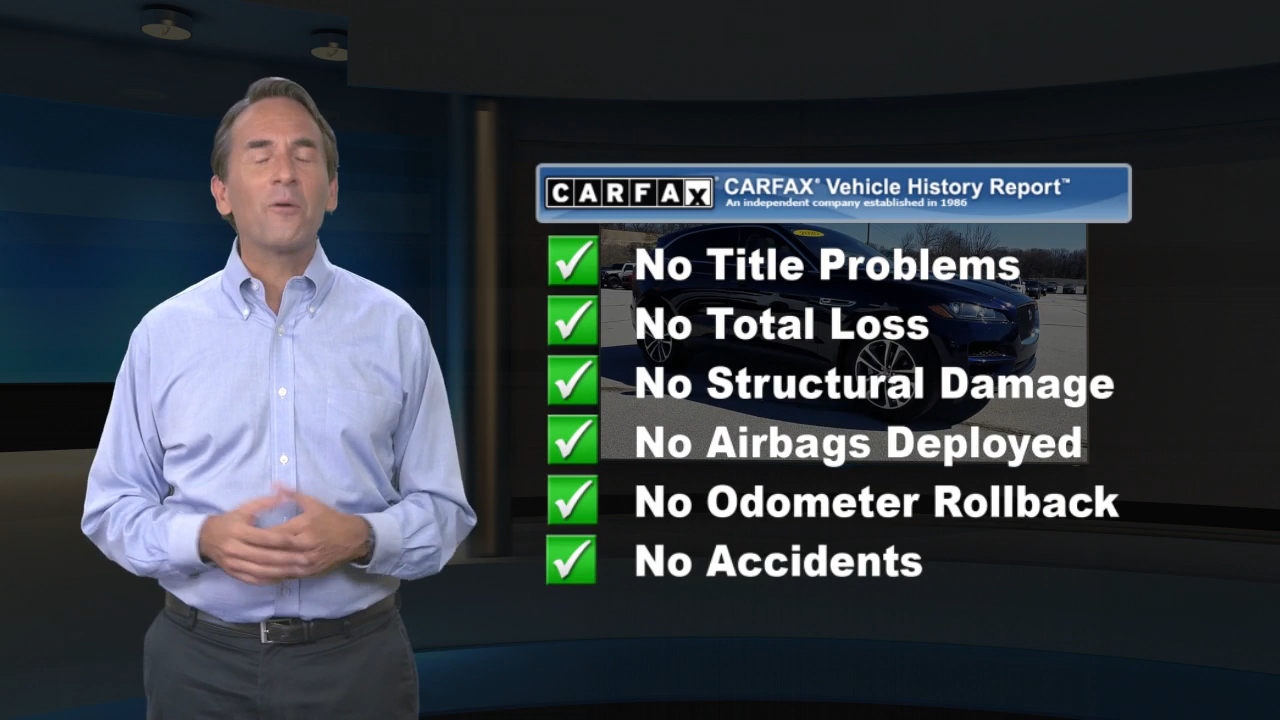 CARFAX® CARFAX® Vehicle History Report™
An independent company established in 1986
No Title Problems
No Total Loss
No Structural Damage
No Airbags Deployed
No Odometer Rollback
No Accidents